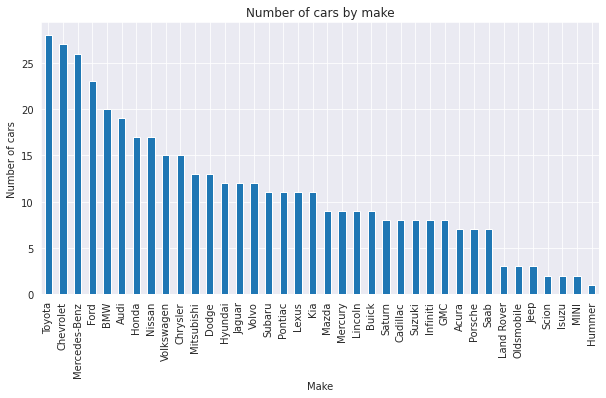 Number of cars by make
Number of cars
25
20
15
10
5
0
Toyota
Chevrolet
Mercedes-Benz
Ford
BMW
Audi
Honda
Nissan
Volkswagen
Chrysler
Mitsubishi
Dodge
Hyundai
Jaguar
Volvo
Subaru
Pontiac
Lexus
Kia
Mazda
Mercury
Lincoln
Buick
Saturn
Cadillac
Suzuki
Infiniti
GMC
Acura
Porsche
Saab
Land Rover
Oldsmobile
Jeep
Scion
Isuzu
MINI
Hummer
Make